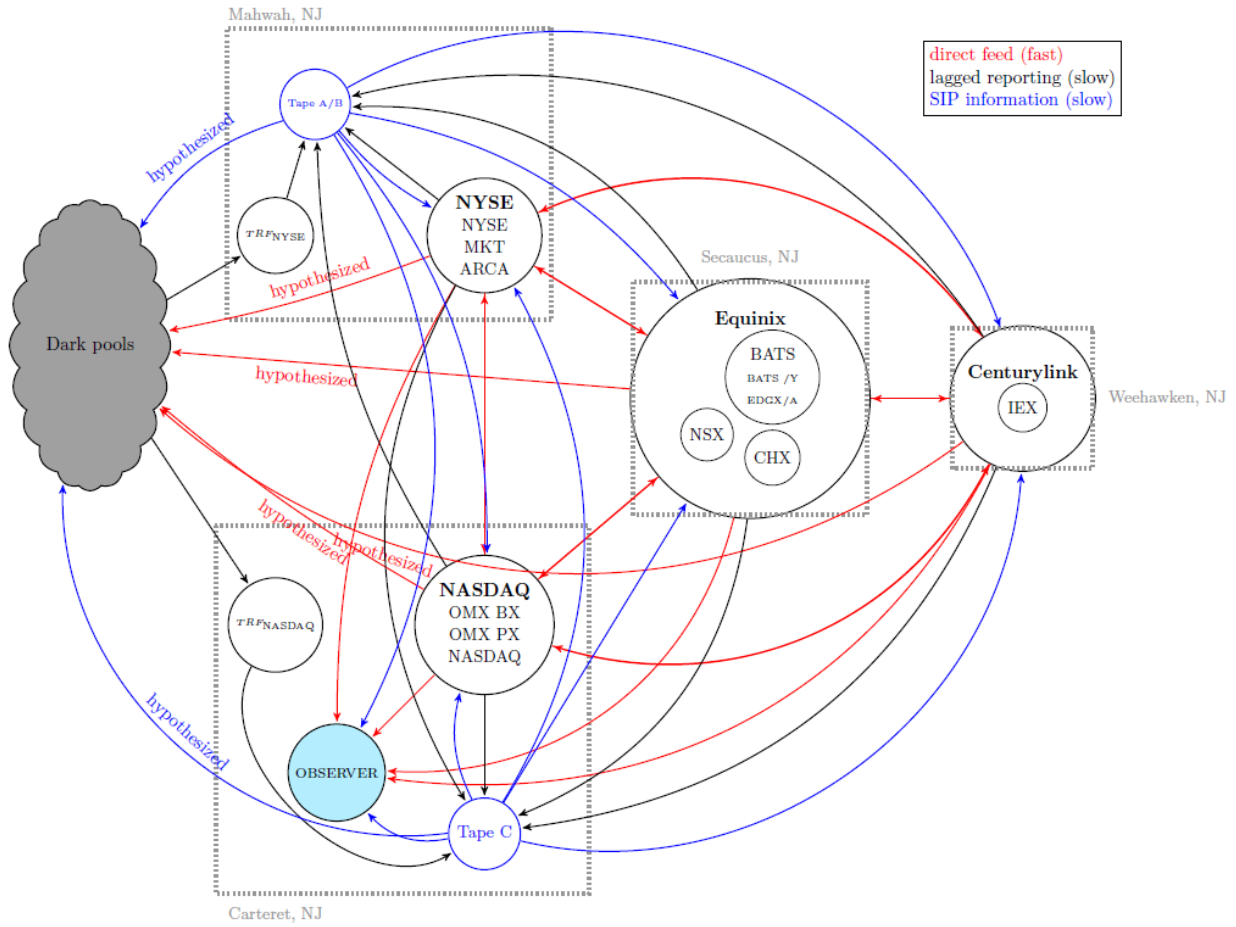 Mahwah, NJ
direct feed (fast)
lagged reporting (slow)
SIP information (slow)
Tape A/B
hypothesized
NYSE
NYSE
MKT
ARCA
TRF NYSE
hypothesized
Secaucus, NJ
Equinix
BATS
BATS /Y
EDGX/A
NSX
CHX
Centurylink
IEX
Weehawken, NJ
Dark pools
hypothesized
hypothesized
hypothesized
NASDAQ
OMX BX
OMX PX
NASDAQ
TRF NASDAQ
hypothesized
OBSERVER
Tape C
Carteret, NJ